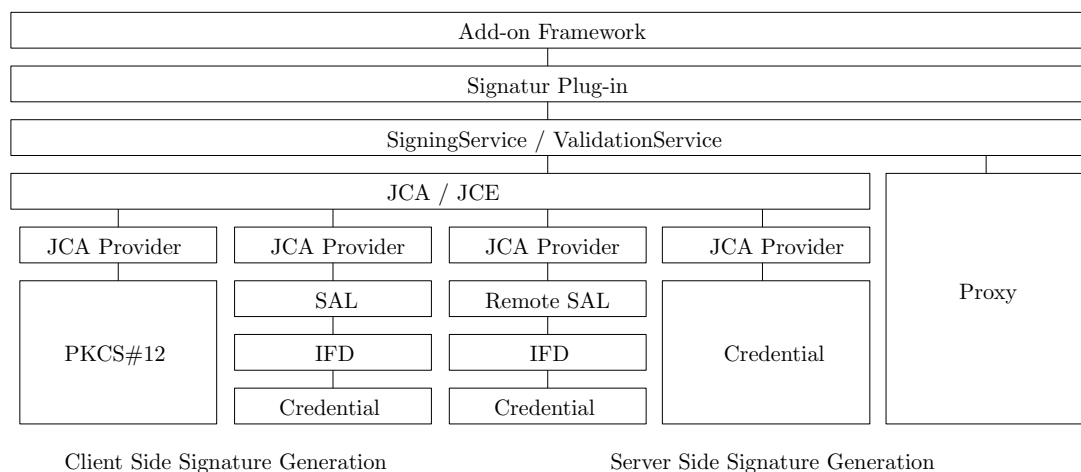 Add-on Framework
Signatur Plug-in
SigningService / ValidationService
JCA / JCE
JCA Provider JCA Provider JCA Provider JCA Provider
SAL Remote SAL Proxy
PKCS#12 IFD IFD Credential
Credential Credential
Client Side Signature Generation Server Side Signature Generation